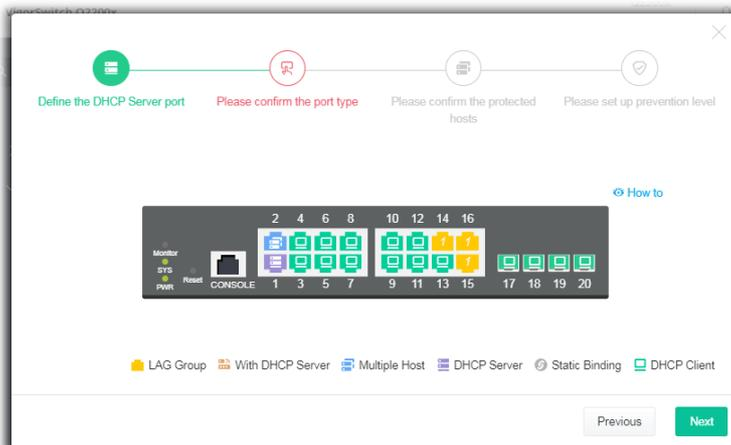 VigorSwitch Q2200x
Define the DHCP Server port
Please confirm the port type
Please confirm the protected
hosts
Please set up prevention level
How to
2 4 6 8 10 12 14 16
Monitor
SYS
PWR
Reset
CONSOLE
1 1
1
1 3 5 7 9 11 13 15 17 18 19 20
LAG Group With DHCP Server Multiple Host DHCP Server Static Binding DHCP Client
Previous Next